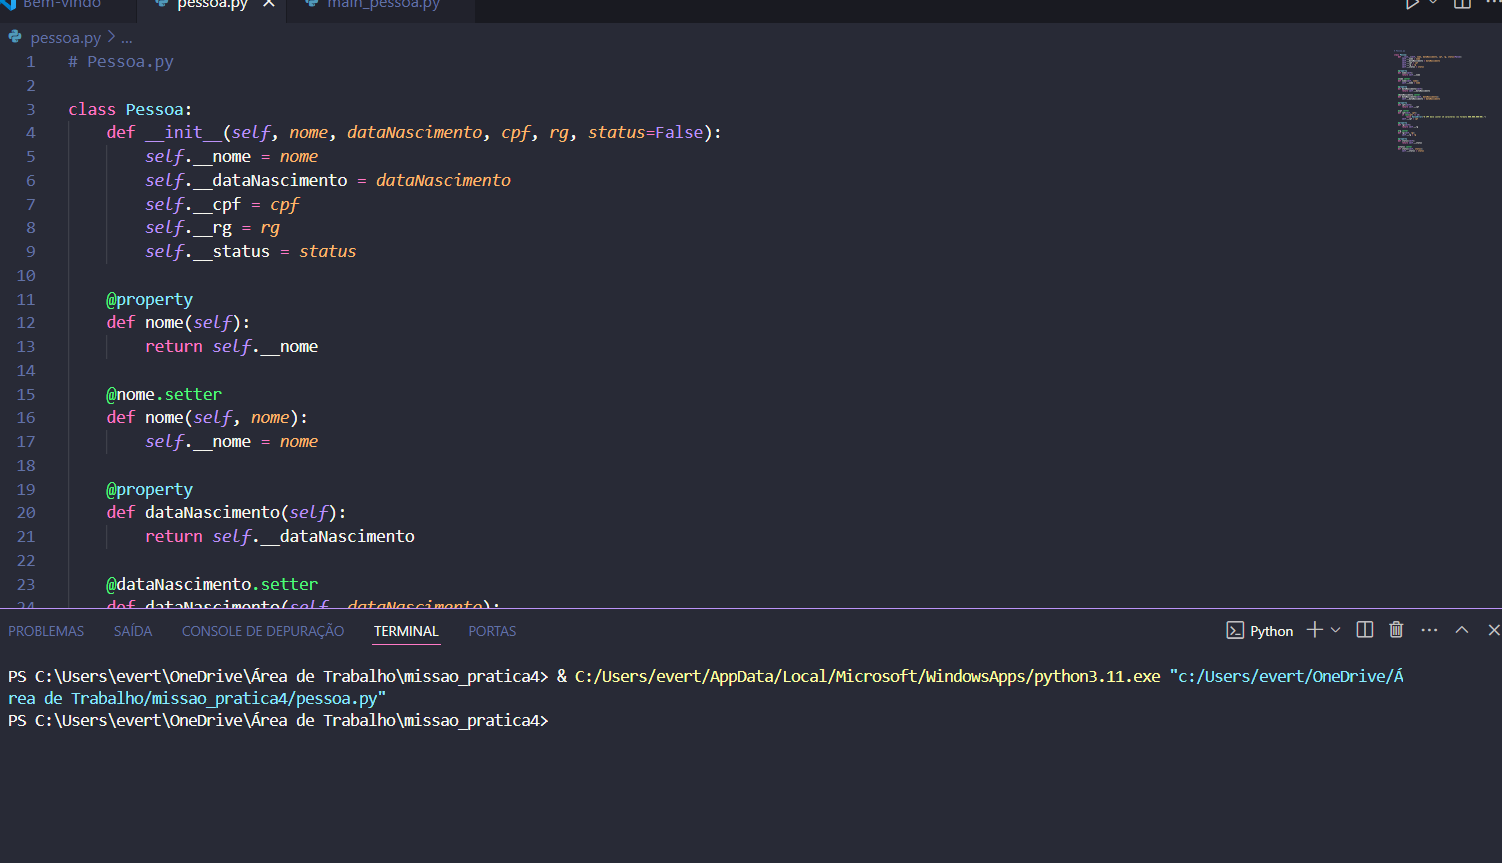 Bem-vindo pessoa.py main_pessoa.py
pessoa.py > ...
1 # Pessoa.py
2
3 class Pessoa:
4 def __init__(self, nome, dataNascimento, cpf, rg, status=False):
5 self.__nome = nome
6 self.__dataNascimento = dataNascimento
7 self.__cpf = cpf
8 self.__rg = rg
9 self.__status = status
10
11 @property
12 def nome(self):
13 return self.__nome
14
15 @nome.setter
16 def nome(self, nome):
17 self.__nome = nome
18
19 @property
20 def dataNascimento(self):
21 return self.__dataNascimento
22
23 @dataNascimento.setter
24 def dataNascimento(self, dataNascimento):
PROBLEMAS SAÍDA CONSOLE DE DEPURAÇÃO TERMINAL PORTAS Python
PS C:\Users\evert\OneDrive\Área de Trabalho\missao_pratica4> & C:/Users/evert/AppData/Local/Microsoft/WindowsApps/python3.11.exe "c:/Users/evert/OneDrive/Á
rea de Trabalho/missao_pratica4/pessoa.py"
PS C:\Users\evert\OneDrive\Área de Trabalho\missao_pratica4>